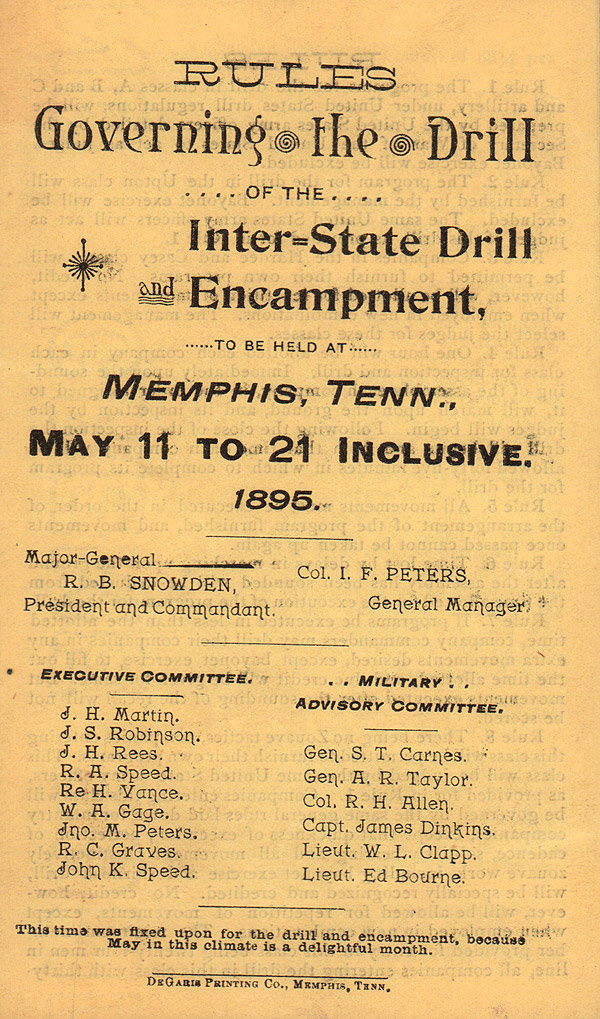 RULES
Governing the Drill
.... OF THE ....
Inter=State Drill
and Encampment,
......TO BE HELD AT......
MEMPHIS, TENN.,
MAY 11 TO 21 INCLUSIVE.
1895.
Major-General
R. B. SNOWDEN,
President and Commandant.
Col. I. F. PETERS,
General Manager.
EXECUTIVE COMMITTEE.
J. H. Martin.
J. S. Robinson.
J. H. Rees.
R. A. Speed.
Re H. Vance.
W. A. Gage.
Jno. M. Peters.
R. C. Graves.
John K. Speed.
. . MILITARY . .
ADVISORY COMMITTEE.
Gen. S. T. Carnes.
Gen. A. R. Taylor.
Col. R. H. Allen.
Capt. James Dinkins.
Lieut. W. L. Clapp.
Lieut. Ed Bourne.
This time was fixed upon for the drill and encampment, because
May in this climate is a delightful month.
DEGARIS PRINTING CO., MEMPHIS, TENN.